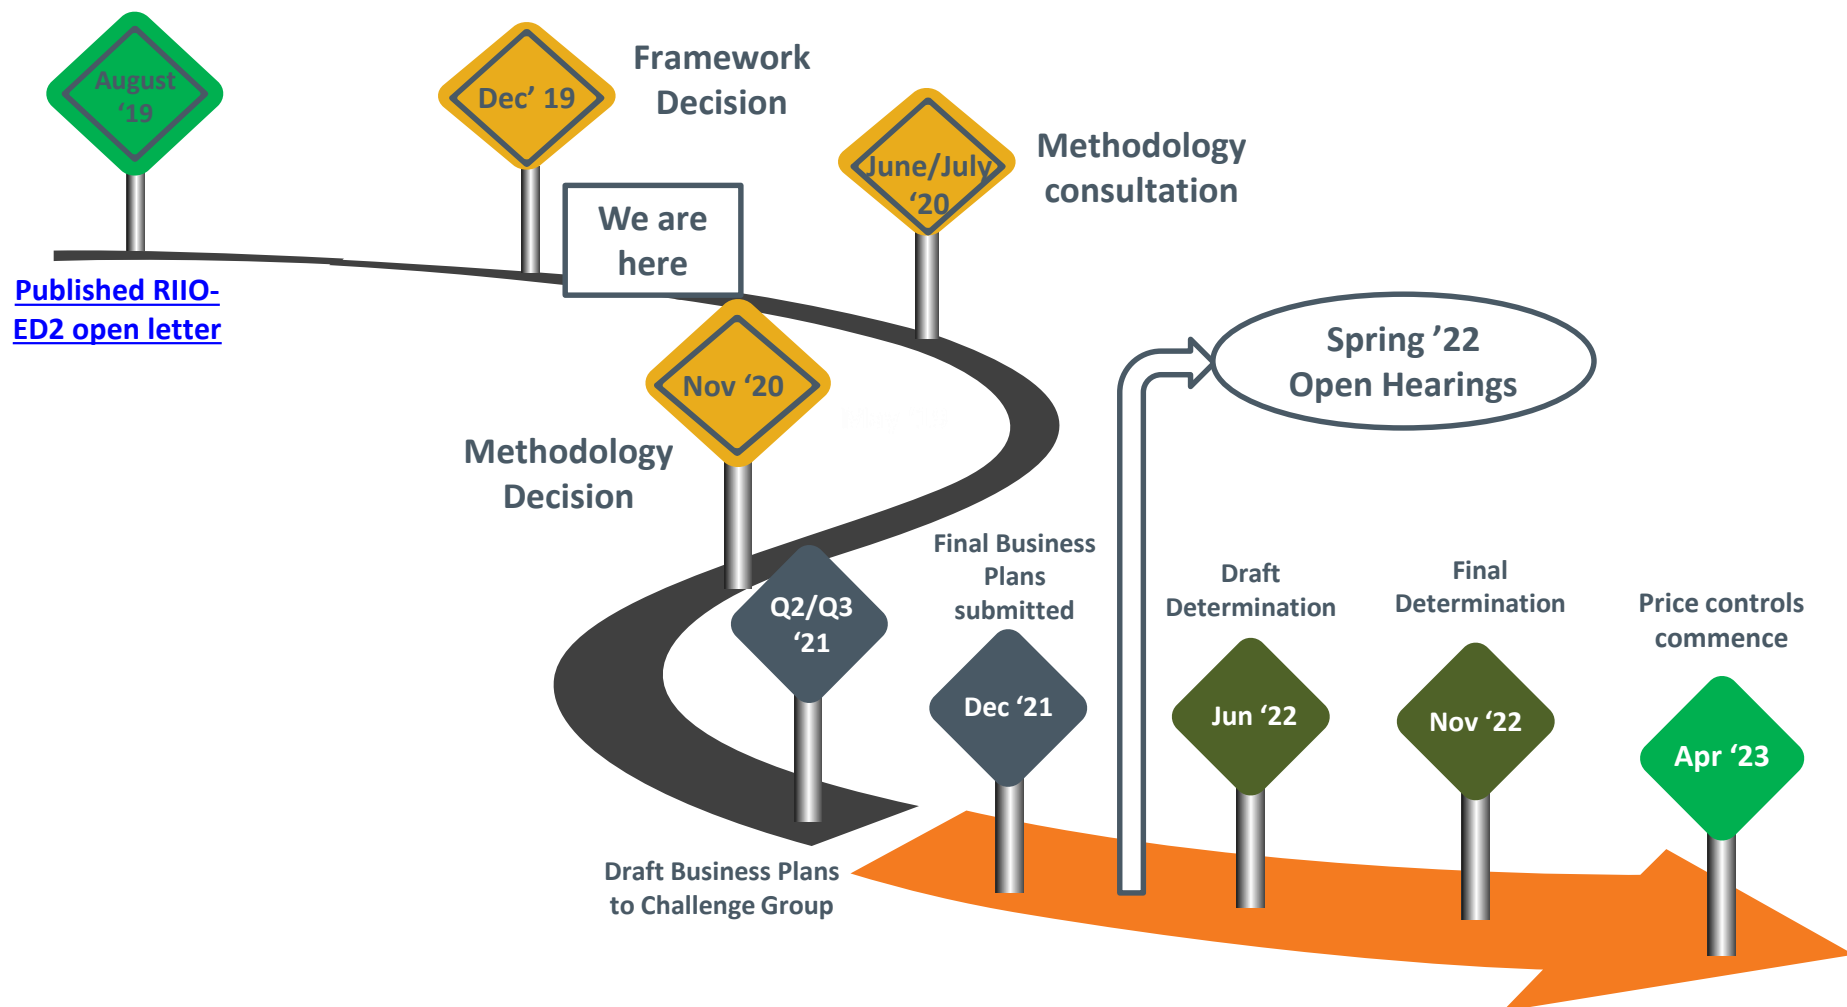 August
‘19
Published RIIO-
ED2 open letter
Dec’ 19
Framework
Decision
We are
here
June/July
‘20
Methodology
consultation
Nov ‘20
Methodology
Decision
Q2/Q3
‘21
Draft Business Plans
to Challenge Group
Final Business
Plans
submitted
Dec ‘21
Spring ’22
Open Hearings
Draft
Determination
Jun ‘22
Final
Determination
Nov ‘22
Price controls
commence
Apr ‘23